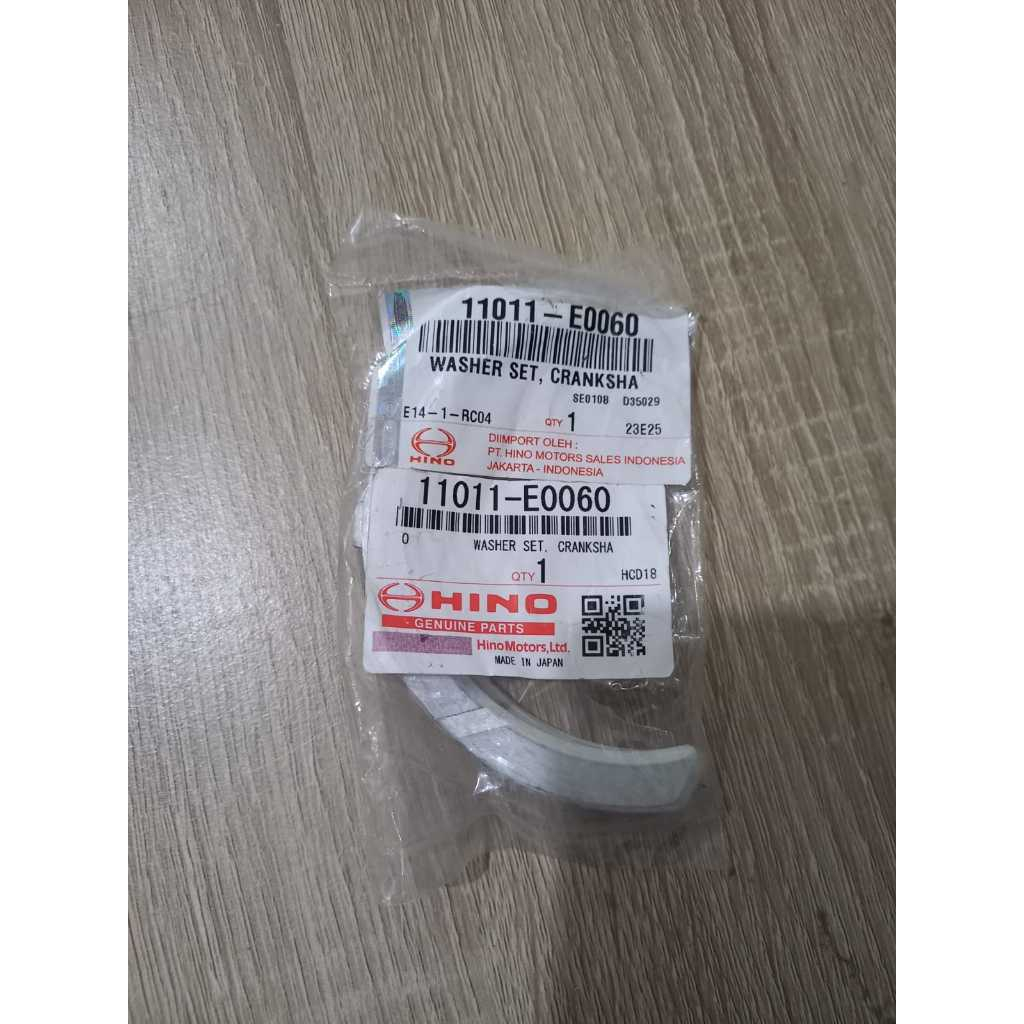 11011-E0060
WASHER SET, CRANKSHA
SE0108 D35029
E14-1-RC04 QTY 1 23E25
HINO
DIIMPORT OLEH :
PT. HINO MOTORS SALES INDONESIA
JAKARTA - INDONESIA
11011-E0060
0 WASHER SET, CRANKSHA
QTY 1 HCD18
HINO
GENUINE PARTS
HinoMotors,Ltd.
MADE IN JAPAN